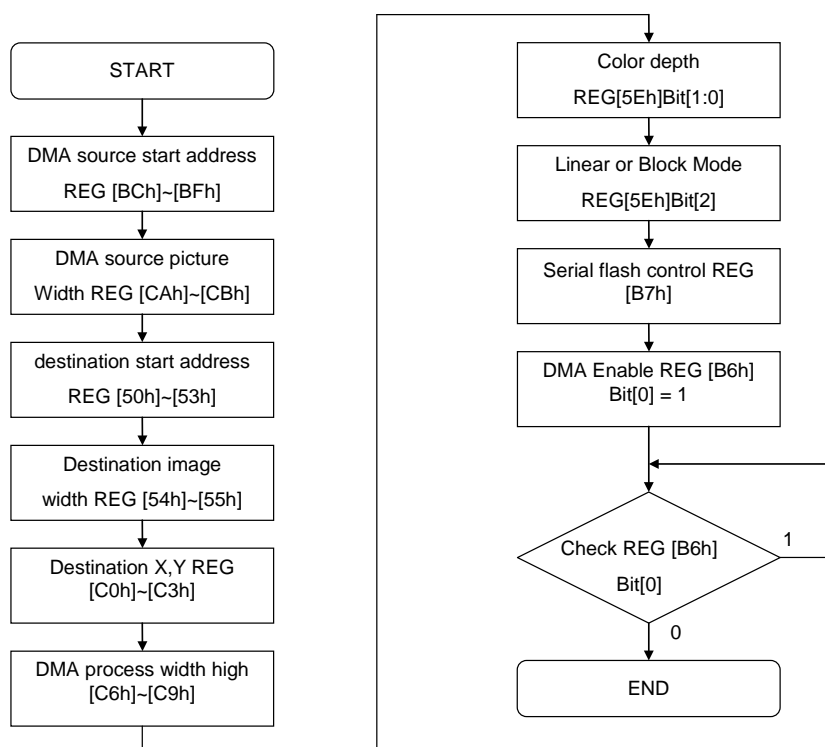 START
DMA source start address
REG [BCh]~[BFh]
DMA source picture
Width REG [CAh]~[CBh]
destination start address
REG [50h]~[53h]
Destination image
width REG [54h]~[55h]
Destination X,Y REG
[C0h]~[C3h]
DMA process width high
[C6h]~[C9h]
Color depth
REG[5Eh]Bit[1:0]
Linear or Block Mode
REG[5Eh]Bit[2]
Serial flash control REG
[B7h]
DMA Enable REG [B6h]
Bit[0] = 1
Check REG [B6h]
Bit[0]
1
0
END